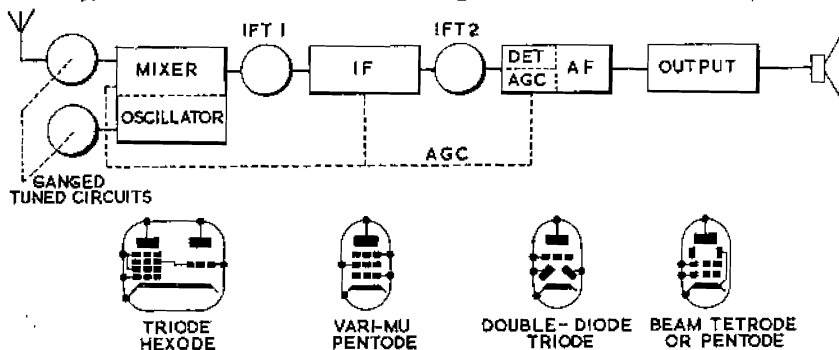 IFT 1
IFT 2
MIXER
OSCILLATOR
IF
DET
AGC
AF
OUTPUT
AGC
GANGED
TUNED CIRCUITS
TRIODE
HEXODE
VARI-MU
PENTODE
DOUBLE-DIODE
TRIODE
BEAM TETRODE
OR PENTODE